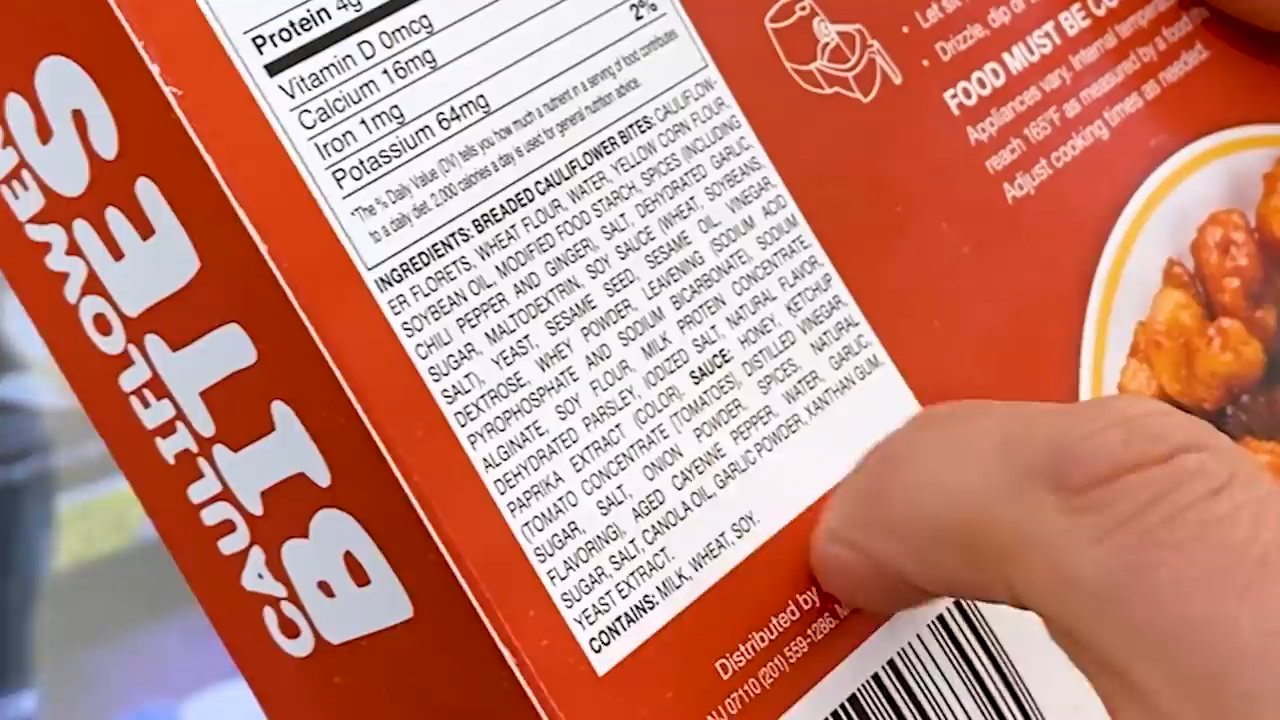 CAULIFLOWER
BITES
Protein 4g
Vitamin D 0mcg
Calcium 16mg
Iron 1mg
2%
Potassium 64mg
*The % Daily Value (DV) tells you how much a nutrient in a serving of food contributes
to a daily diet. 2,000 calories a day is used for general nutrition advice.
INGREDIENTS: BREADED CAULIFLOWER BITES: CAULIFLOW-
ER FLORETS, WHEAT FLOUR, WATER, YELLOW CORN FLOUR,
SOYBEAN OIL, MODIFIED FOOD STARCH, SPICES (INCLUDING
CHILI PEPPER AND GINGER), SALT, DEHYDRATED GARLIC,
SUGAR, MALTODEXTRIN, SOY SAUCE (WHEAT, SOYBEANS,
SALT), YEAST, SESAME SEED, SESAME OIL, VINEGAR,
DEXTROSE, WHEY POWDER, LEAVENING (SODIUM ACID
PYROPHOSPHATE AND SODIUM BICARBONATE), SODIUM
ALGINATE, SOY FLOUR, MILK PROTEIN CONCENTRATE,
DEHYDRATED PARSLEY, IODIZED SALT, NATURAL FLAVOR,
PAPRIKA EXTRACT (COLOR). SAUCE: HONEY, KETCHUP
(TOMATO CONCENTRATE [TOMATOES], DISTILLED VINEGAR,
SUGAR, SALT, ONION POWDER, SPICES, NATURAL
FLAVORING), AGED CAYENNE PEPPER, WATER, GARLIC,
SUGAR, SALT, CANOLA OIL, GARLIC POWDER, XANTHAN GUM,
YEAST EXTRACT.
CONTAINS: MILK, WHEAT, SOY.
Distributed by
NJ 07110 (201) 559-1286.
• Let
• Drizzle, dip
FOOD MUST BE
Appliances vary. Internal
reach 165°F as measured by a food
Adjust cooking times as needed.